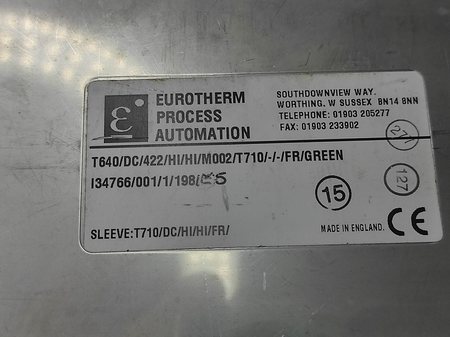 ε
EUROTHERM
PROCESS
AUTOMATION
SOUTHDOWNVIEW WAY,
WORTHING, W SUSSEX BN14 8NN
TELEPHONE: 01903 205277
FAX: 01903 233902
T640/DC/422/HI/HI/M002/T710/-/-/FR/GREEN
I34766/001/1/198/
27
15
127
SLEEVE:T710/DC/HI/HI/FR/
MADE IN ENGLAND.
CE